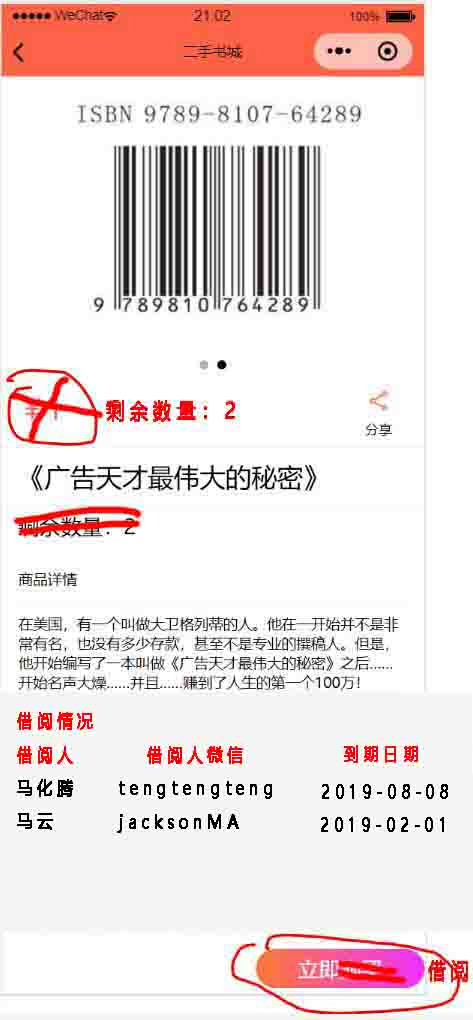 WeChat 21:02 100%
二手书城
ISBN 9789-8107-64289
9 789810 764289
剩余数量：2
分享
《广告天才最伟大的秘密》
剩余数量：2
商品详情
在美国，有一个叫做大卫格列蒂的人。他在一开始并不是非
常有名，也没有多少存款，甚至不是专业的撰稿人。但是，
他开始编写了一本叫做《广告天才最伟大的秘密》之后......
开始名声大燥......并且......赚到了人生的第一个100万！
借阅情况
借阅人 借阅人微信 到期日期
马化腾 tengtengteng 2019-08-08
马云 jacksonMA 2019-02-01
立即 借阅